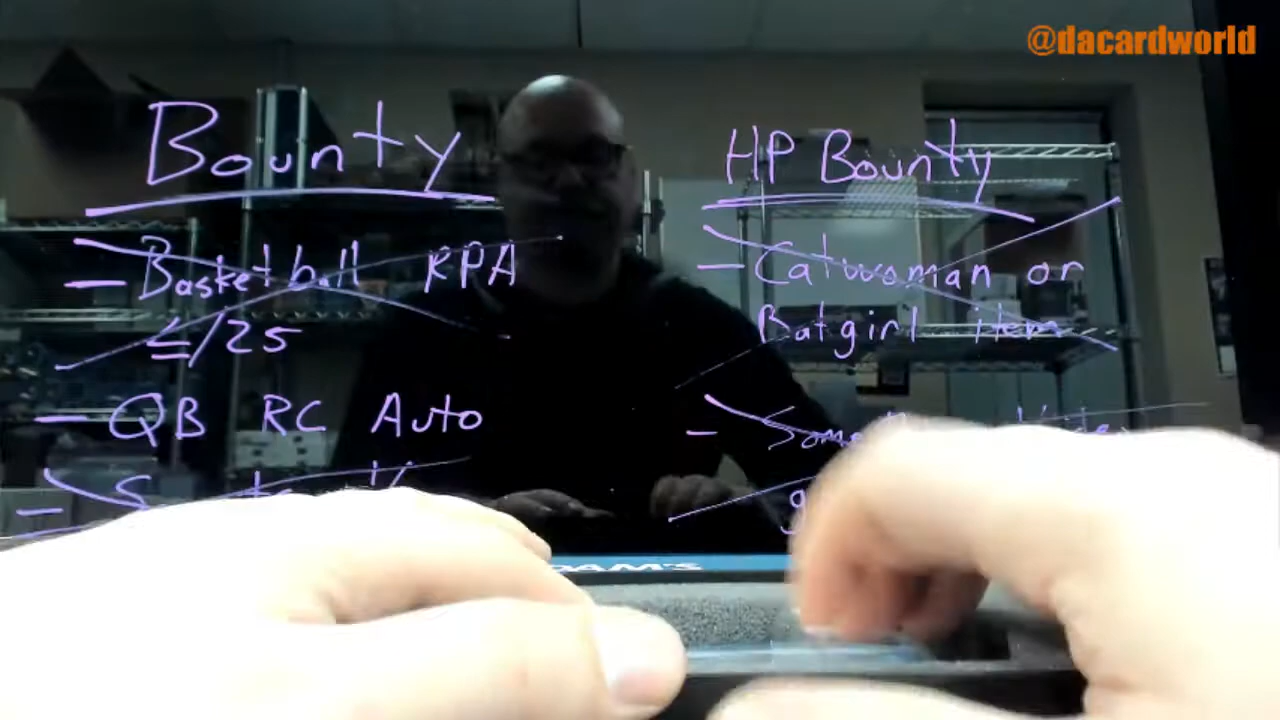 @dacardworld
Bounty
- Basketball RPA
≤/25
- QB RC Auto
-
HP Bounty
- Catwoman or
Batgirl item
-